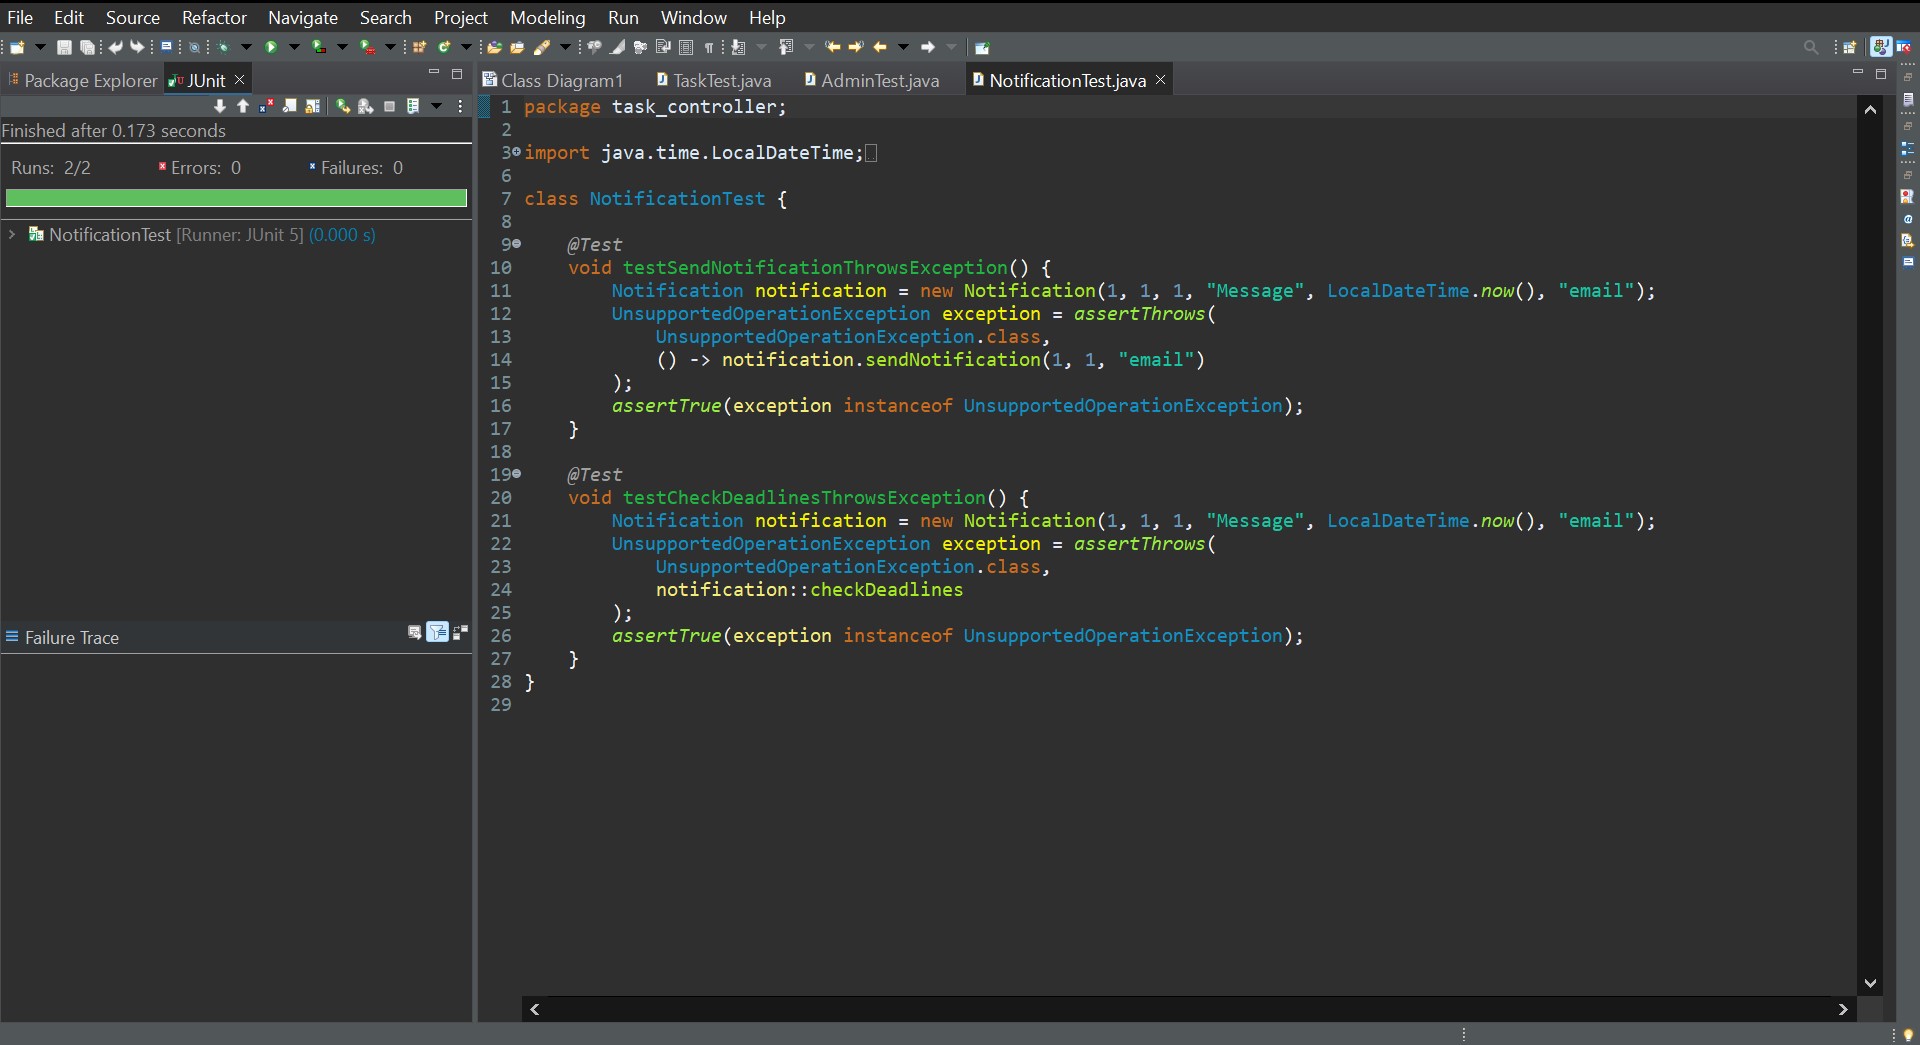 File Edit Source Refactor Navigate Search Project Modeling Run Window Help
Package Explorer JUnit
Class Diagram1 TaskTest.java AdminTest.java NotificationTest.java
Finished after 0.173 seconds
Runs: 2/2 Errors: 0 Failures: 0
NotificationTest [Runner: JUnit 5] (0.000 s)
Failure Trace
1 package task_controller;
2
3 import java.time.LocalDateTime;
6
7 class NotificationTest {
8
9 @Test
10 void testSendNotificationThrowsException() {
11 Notification notification = new Notification(1, 1, 1, "Message", LocalDateTime.now(), "email");
12 UnsupportedOperationException exception = assertThrows(
13 UnsupportedOperationException.class,
14 () -> notification.sendNotification(1, 1, "email")
15 );
16 assertTrue(exception instanceof UnsupportedOperationException);
17 }
18
19 @Test
20 void testCheckDeadlinesThrowsException() {
21 Notification notification = new Notification(1, 1, 1, "Message", LocalDateTime.now(), "email");
22 UnsupportedOperationException exception = assertThrows(
23 UnsupportedOperationException.class,
24 notification::checkDeadlines
25 );
26 assertTrue(exception instanceof UnsupportedOperationException);
27 }
28 }
29